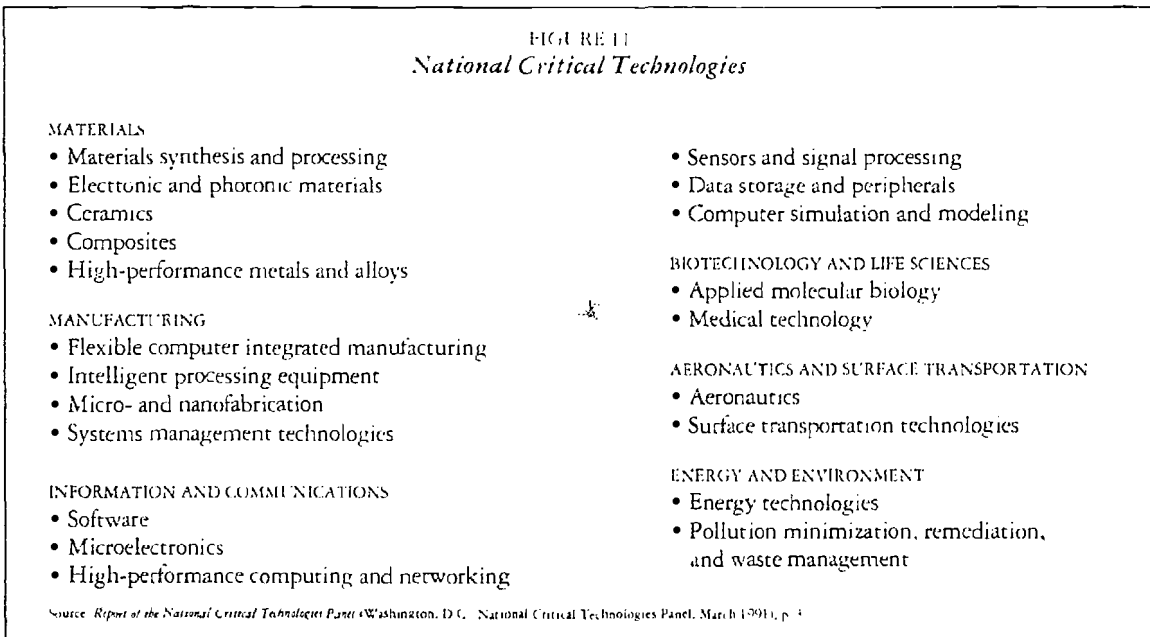 FIGURE 11
National Critical Technologies
MATERIALS
• Materials synthesis and processing
• Electronic and photonic materials
• Ceramics
• Composites
• High-performance metals and alloys
MANUFACTURING
• Flexible computer integrated manufacturing
• Intelligent processing equipment
• Micro- and nanofabrication
• Systems management technologies
INFORMATION AND COMMUNICATIONS
• Software
• Microelectronics
• High-performance computing and networking
• Sensors and signal processing
• Data storage and peripherals
• Computer simulation and modeling
BIOTECHNOLOGY AND LIFE SCIENCES
• Applied molecular biology
• Medical technology
AERONAUTICS AND SURFACE TRANSPORTATION
• Aeronautics
• Surface transportation technologies
ENERGY AND ENVIRONMENT
• Energy technologies
• Pollution minimization, remediation,
and waste management
Source: Report of the National Critical Technologies Panel (Washington, D.C. National Critical Technologies Panel, March 1991), p.